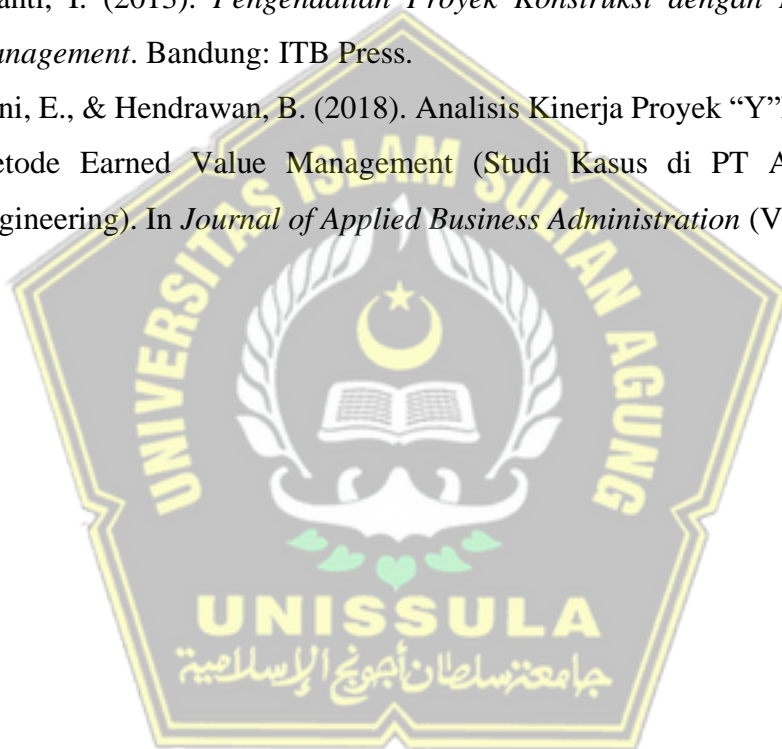 anti, I. (2015). Pengendalian Proyek Konstruksi dengan
anagement. Bandung: ITB Press.
ni, E., & Hendrawan, B. (2018). Analisis Kinerja Proyek “Y”
etode Earned Value Management (Studi Kasus di PT A
gineering). In Journal of Applied Business Administration (V
UNIVERSITAS ISLAM SULTAN AGUNG
UNISSULA
جامعة سلطان أجونج الإسلامية